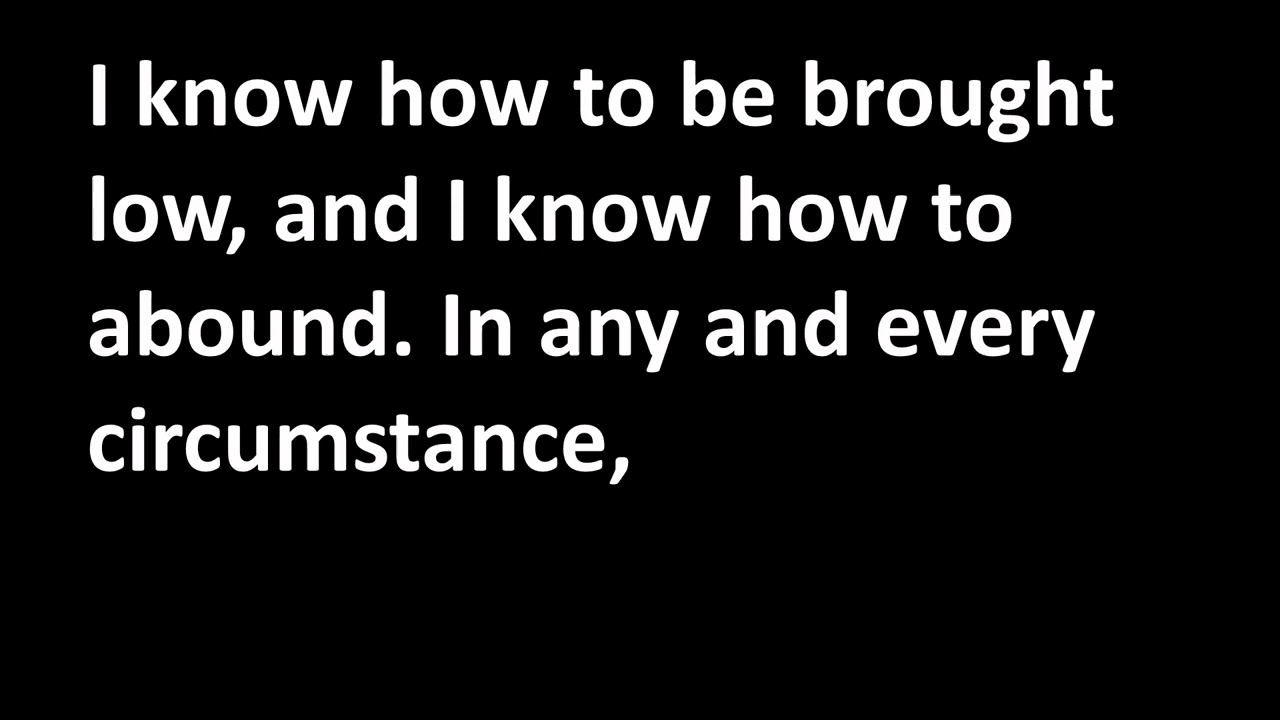 I know how to be brought
low, and I know how to
abound. In any and every
circumstance,